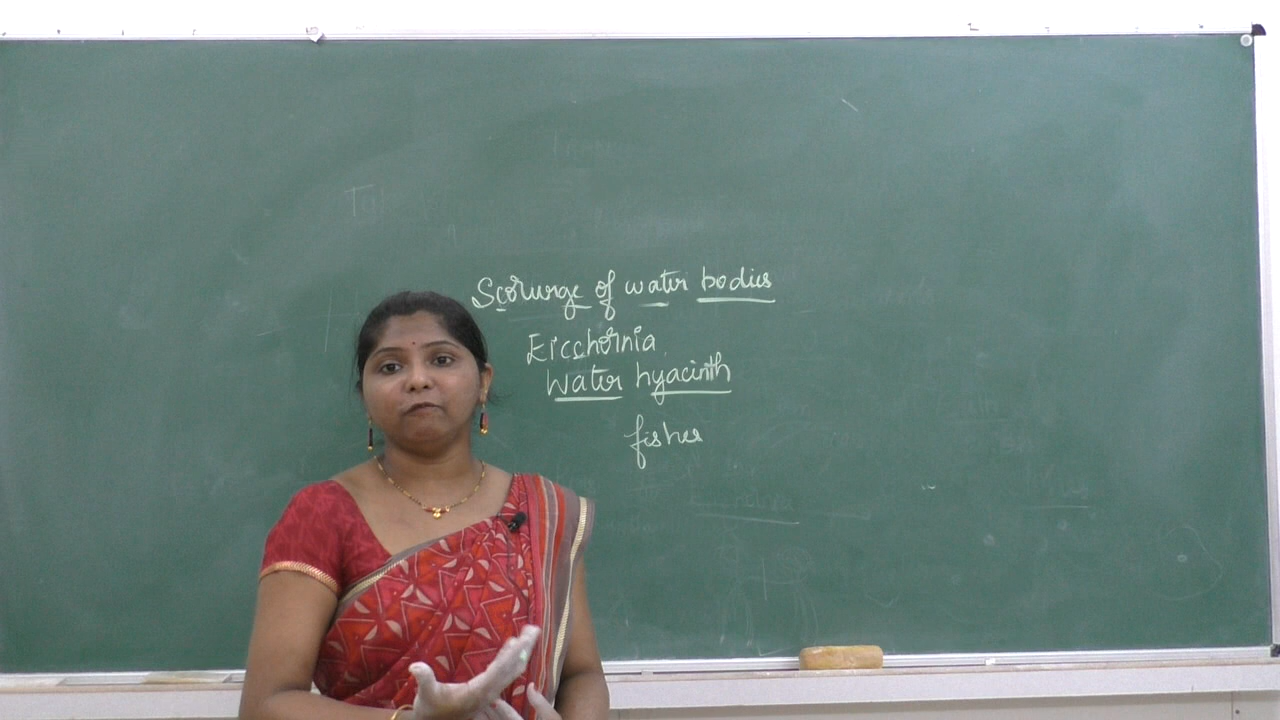 Scourge of water bodies
Eicchornia
Water hyacinth
fishes